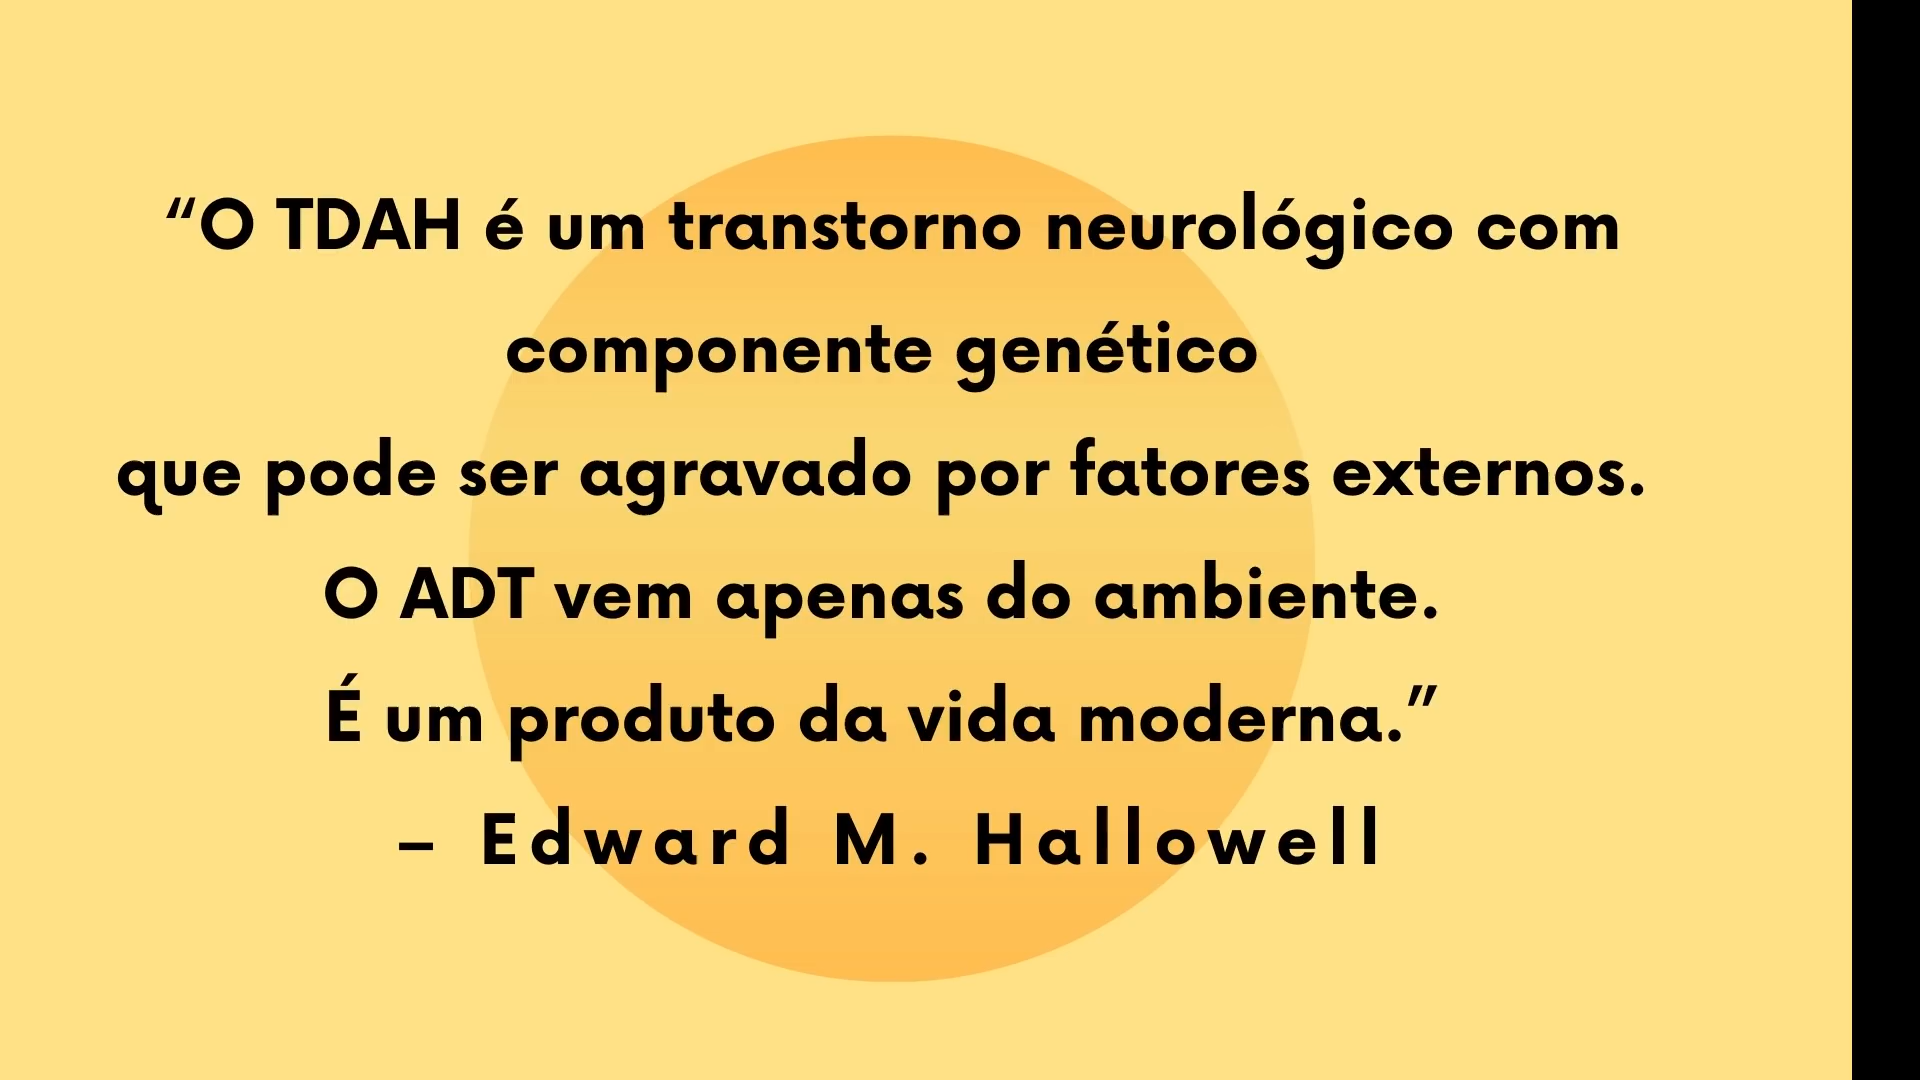 “O TDAH é um transtorno neurológico com
componente genético
que pode ser agravado por fatores externos.
O ADT vem apenas do ambiente.
É um produto da vida moderna.”
– Edward M. Hallowell